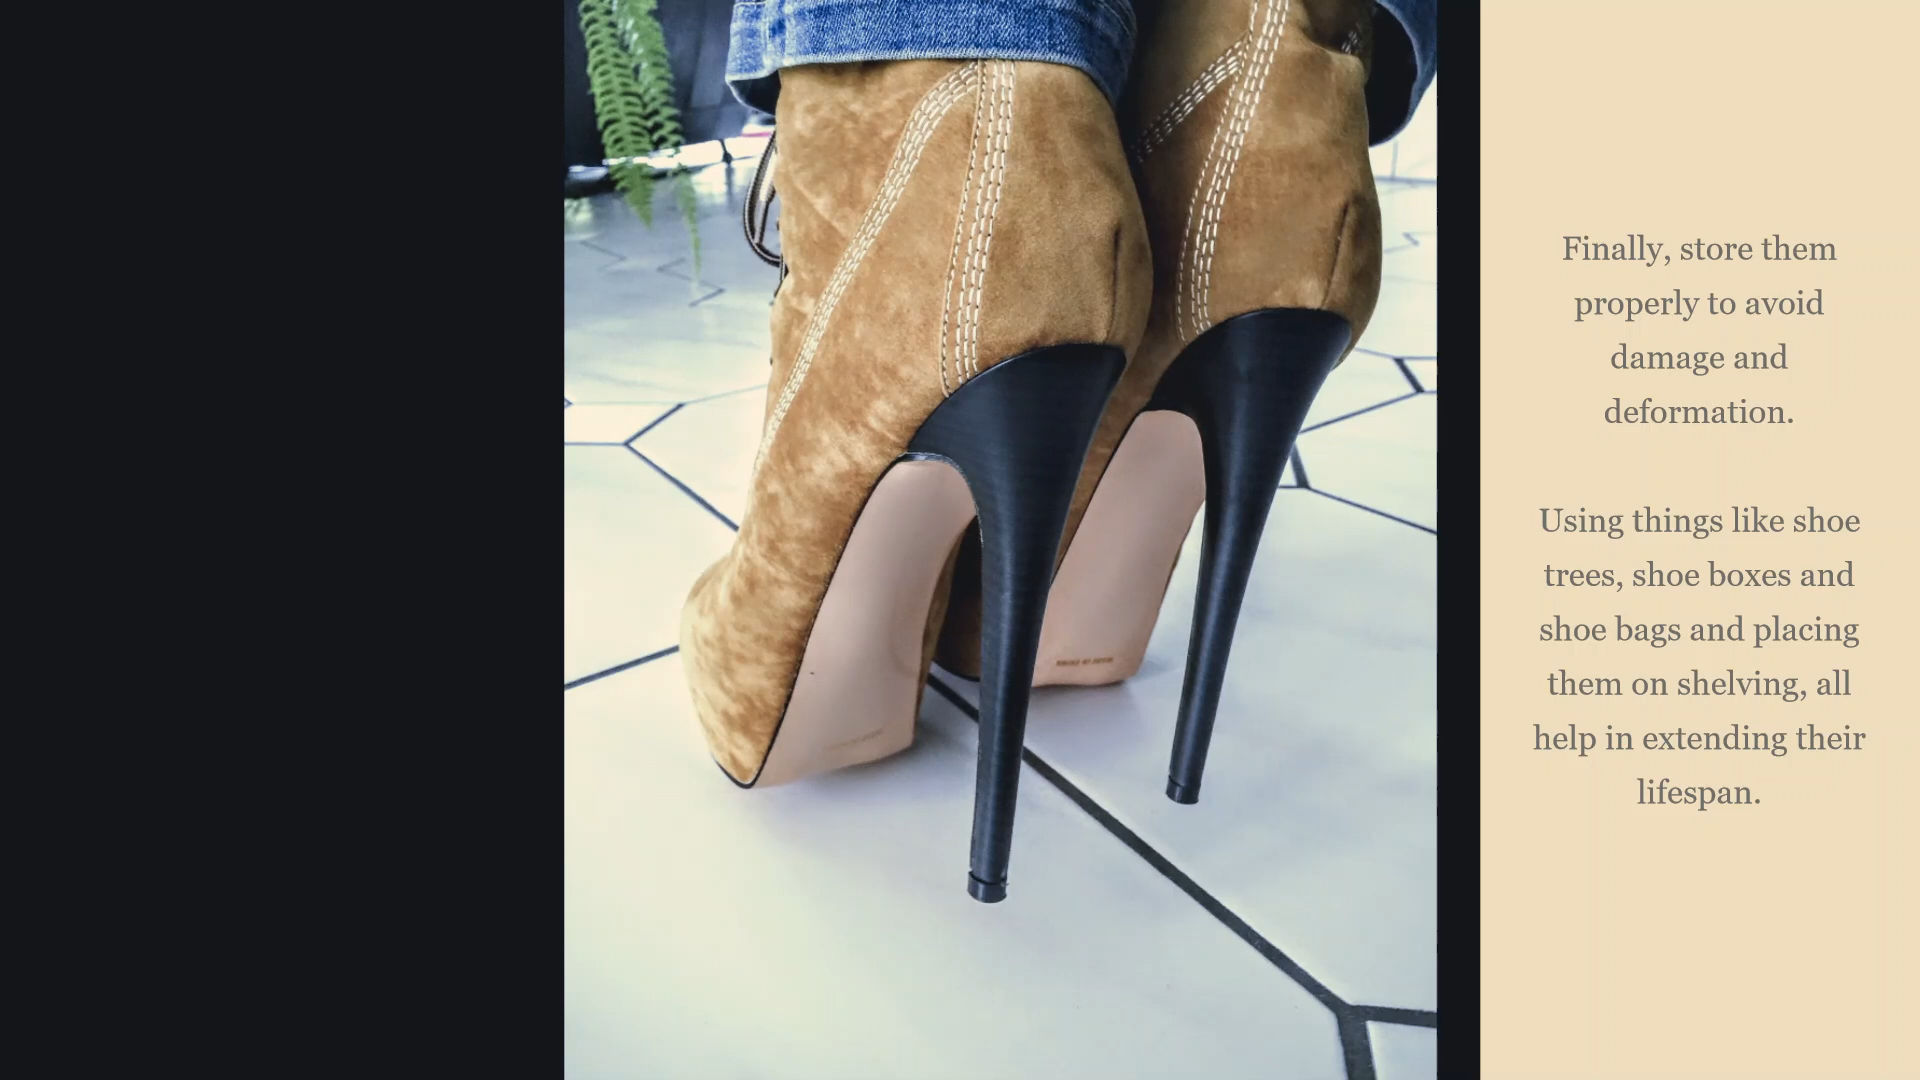 Finally, store them
properly to avoid
damage and
deformation.
Using things like shoe
trees, shoe boxes and
shoe bags and placing
them on shelving, all
help in extending their
lifespan.